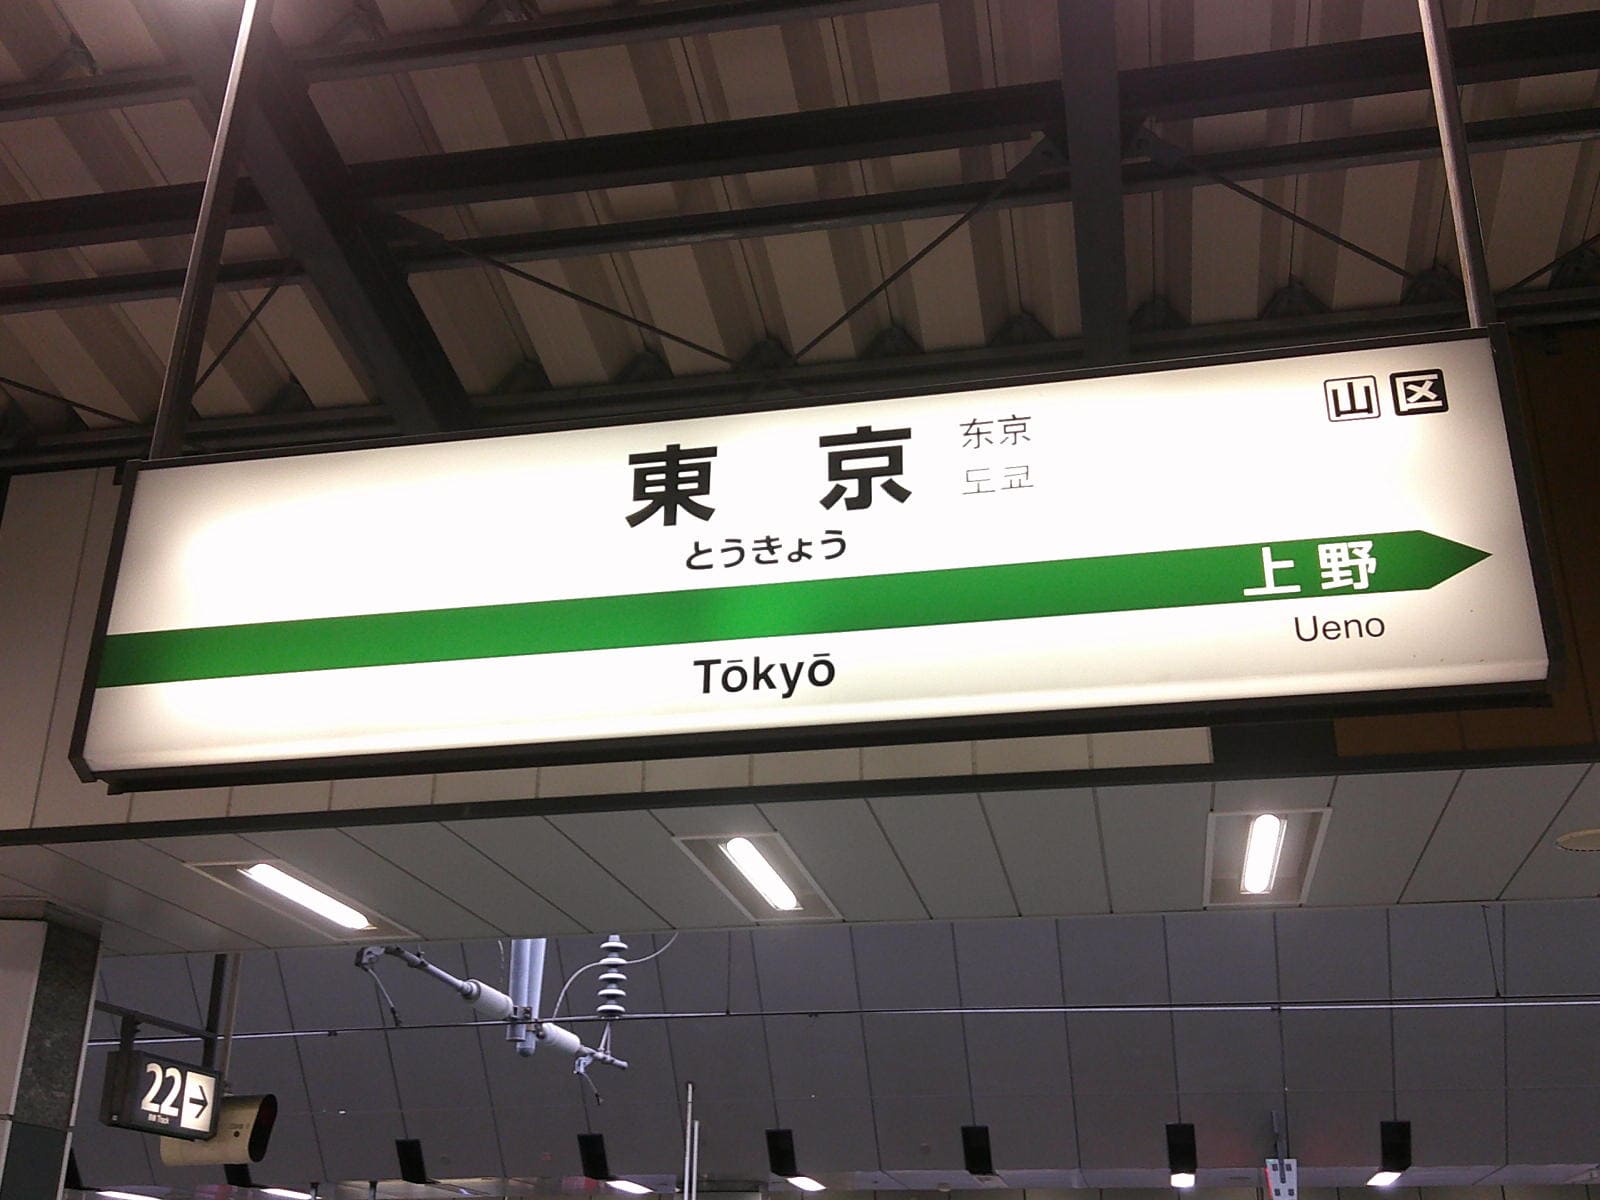 山 区
東京
东京
도쿄
とうきょう
上野
Tōkyō
Ueno
22 →